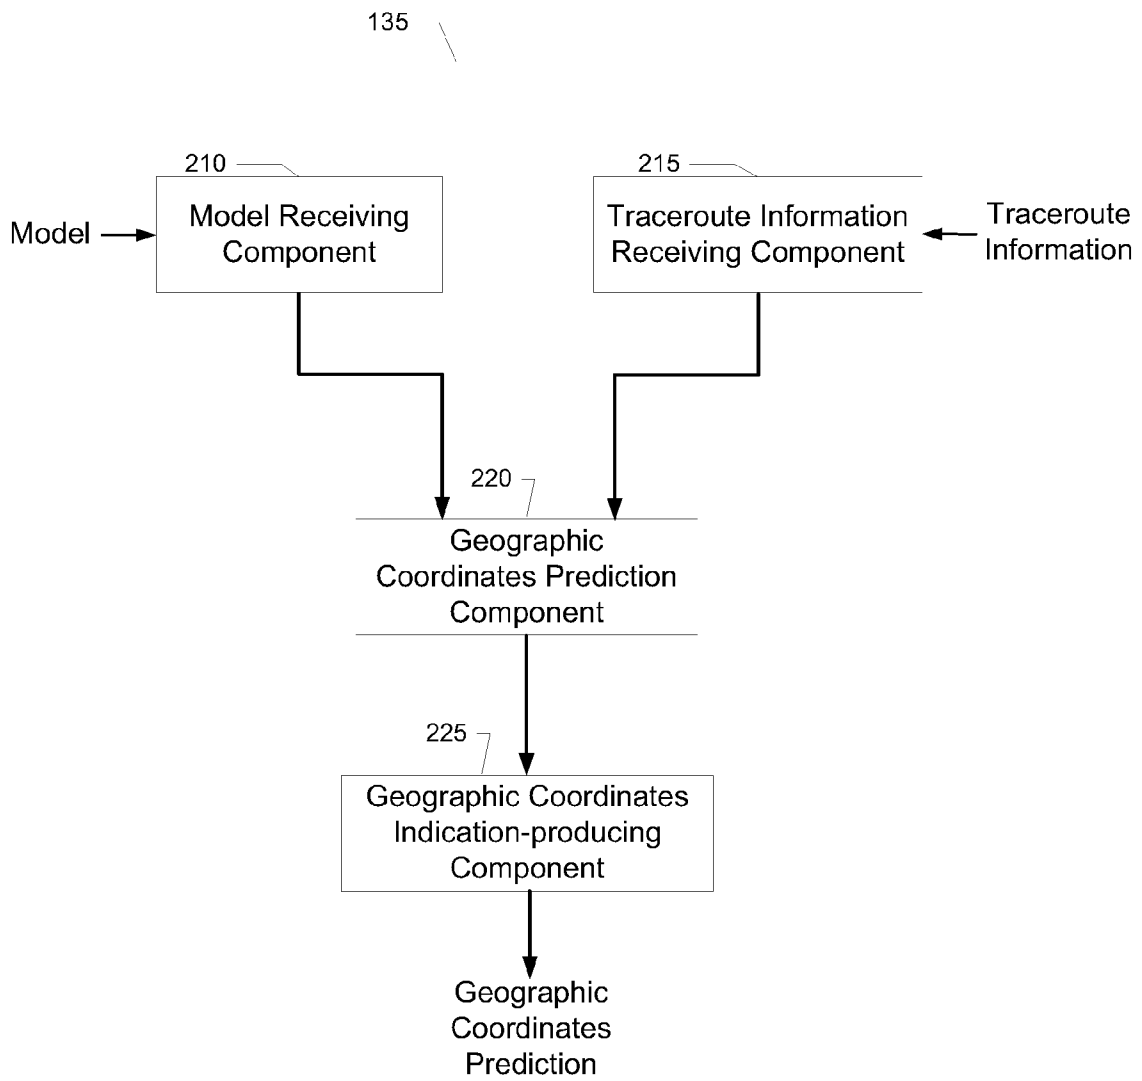 135
210
215
Model
Model Receiving
Component
Traceroute Information
Receiving Component
Traceroute
Information
220
Geographic
Coordinates Prediction
Component
225
Geographic Coordinates
Indication-producing
Component
Geographic
Coordinates
Prediction